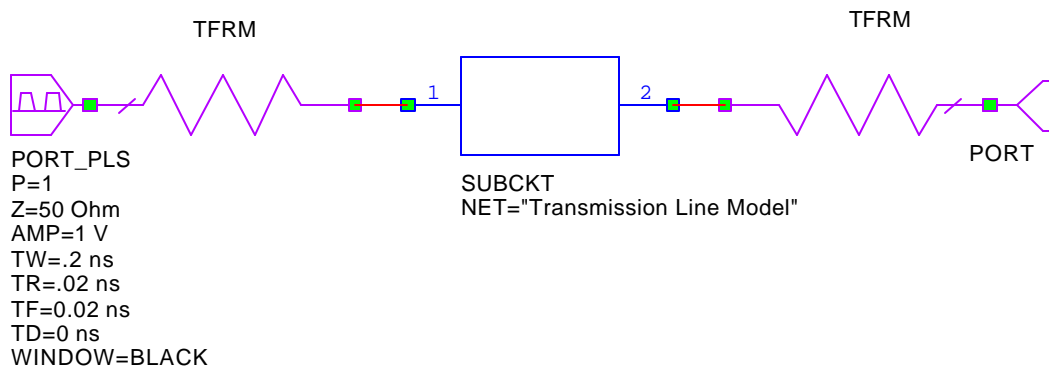 TFRM
TFRM
1
2
PORT_PLS
P=1
Z=50 Ohm
AMP=1 V
TW=.2 ns
TR=.02 ns
TF=0.02 ns
TD=0 ns
WINDOW=BLACK
SUBCKT
NET="Transmission Line Model"
PORT